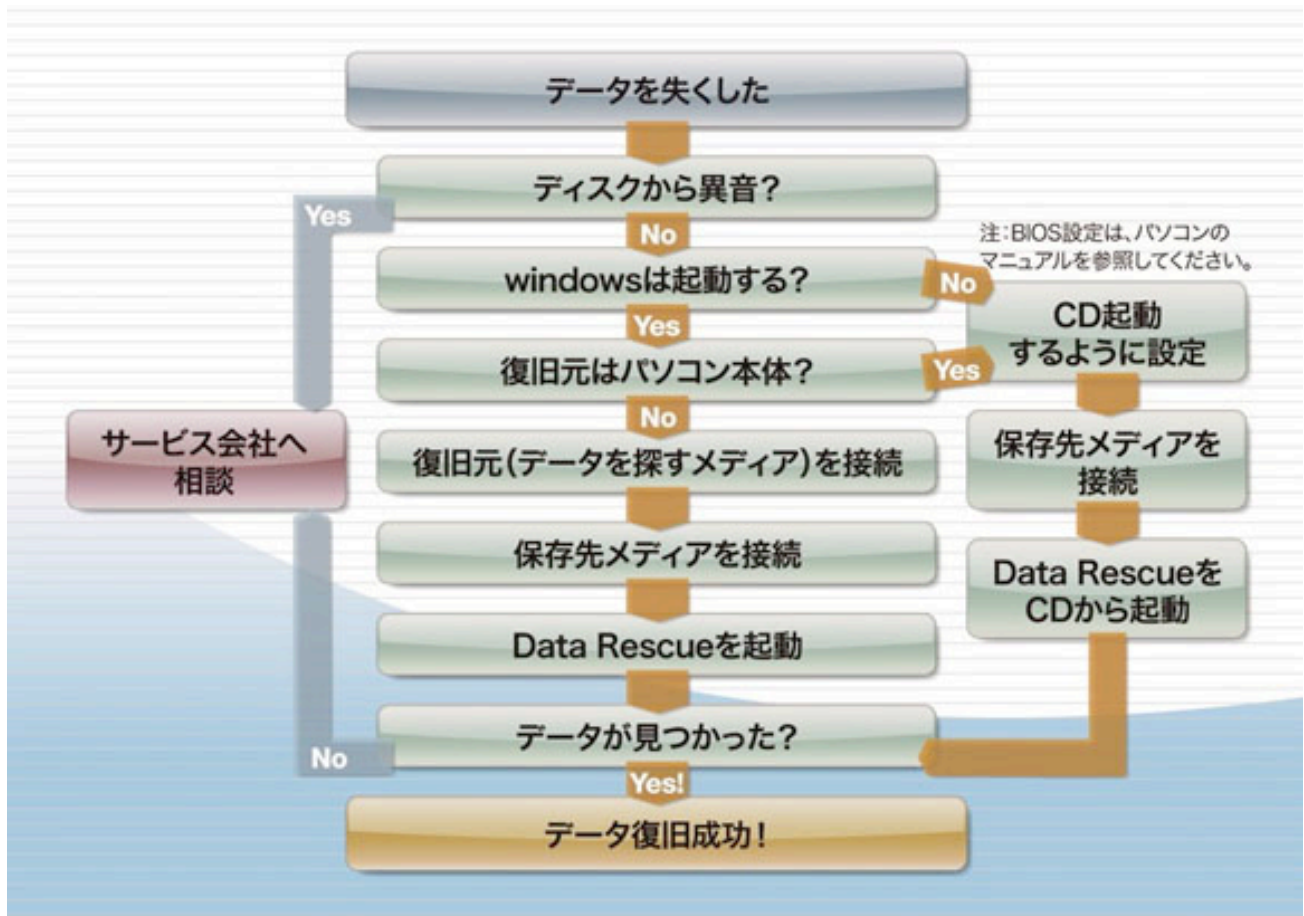 データを失くした
ディスクから異音?
Yes
No
注:BIOS設定は、パソコンの
マニュアルを参照してください。
windowsは起動する?
No
Yes
CD起動
するように設定
復旧元はパソコン本体?
Yes
No
サービス会社へ
相談
復旧元(データを探すメディア)を接続
保存先メディアを
接続
保存先メディアを接続
Data Rescueを
CDから起動
Data Rescueを起動
データが見つかった?
No
Yes!
データ復旧成功!